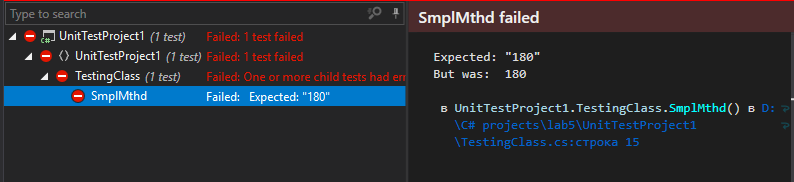 Type to search
UnitTestProject1 (1 test) Failed: 1 test failed
UnitTestProject1 (1 test) Failed: 1 test failed
TestingClass (1 test) Failed: One or more child tests had err
SmplMthd Failed: Expected: "180"
SmplMthd failed
Expected: "180"
But was: 180
в UnitTestProject1.TestingClass.SmplMthd() в D:
\C# projects\lab5\UnitTestProject1
\TestingClass.cs:строка 15